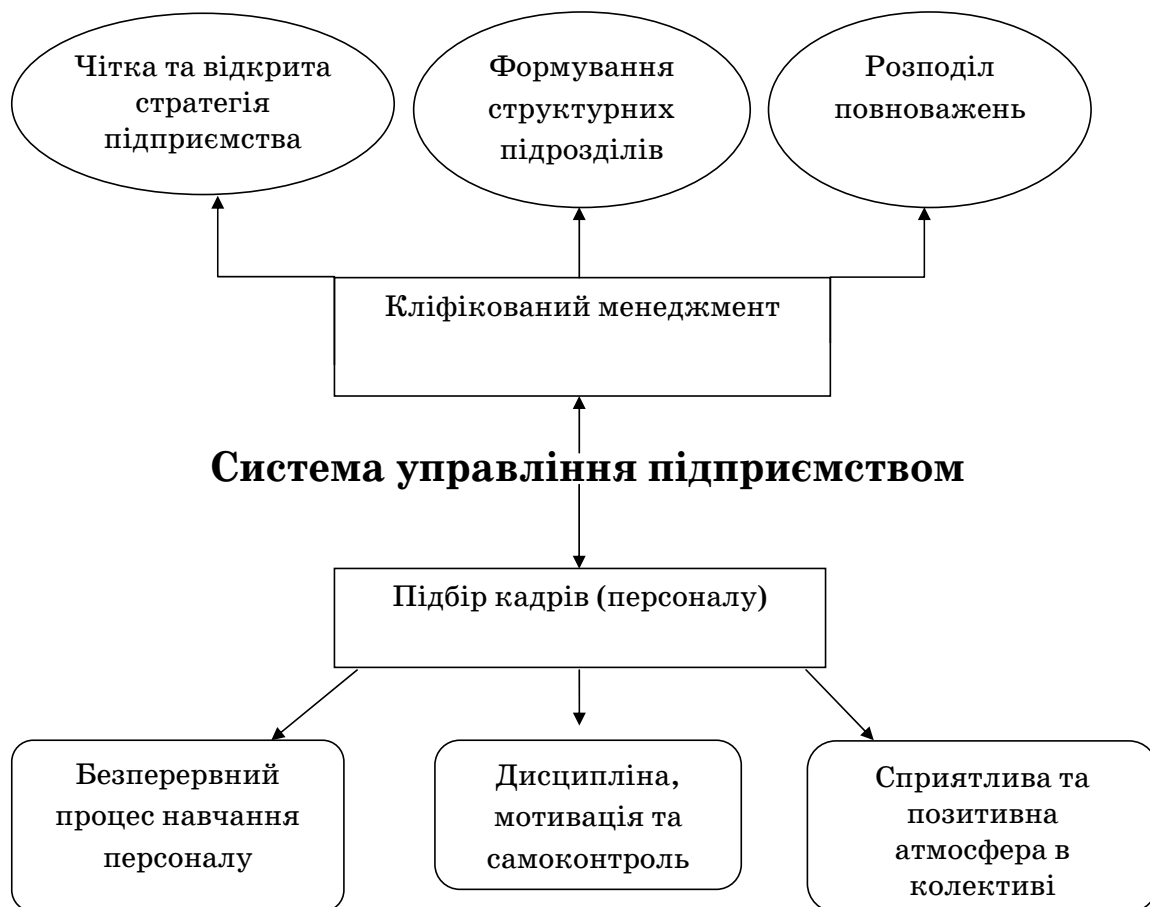 Чітка та відкрита
стратегія
підприємства
Формування
структурних
підрозділів
Розподіл
повноважень
Кліфікований менеджмент
Система управління підприємством
Підбір кадрів (персоналу)
Безперервний
процес навчання
персоналу
Дисципліна,
мотивація та
самоконтроль
Сприятлива та
позитивна
атмосфера в
колективі